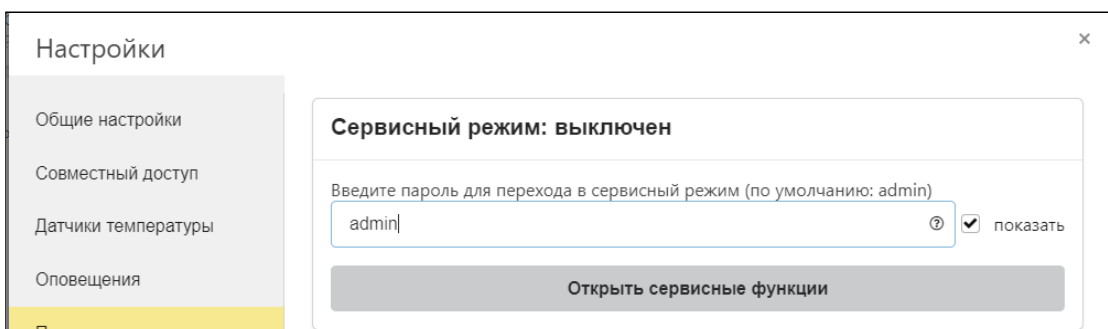 Настройки
×
Общие настройки
Совместный доступ
Датчики температуры
Оповещения
Сервисный режим: выключен
Введите пароль для перехода в сервисный режим (по умолчанию: admin)
admin
показать
Открыть сервисные функции